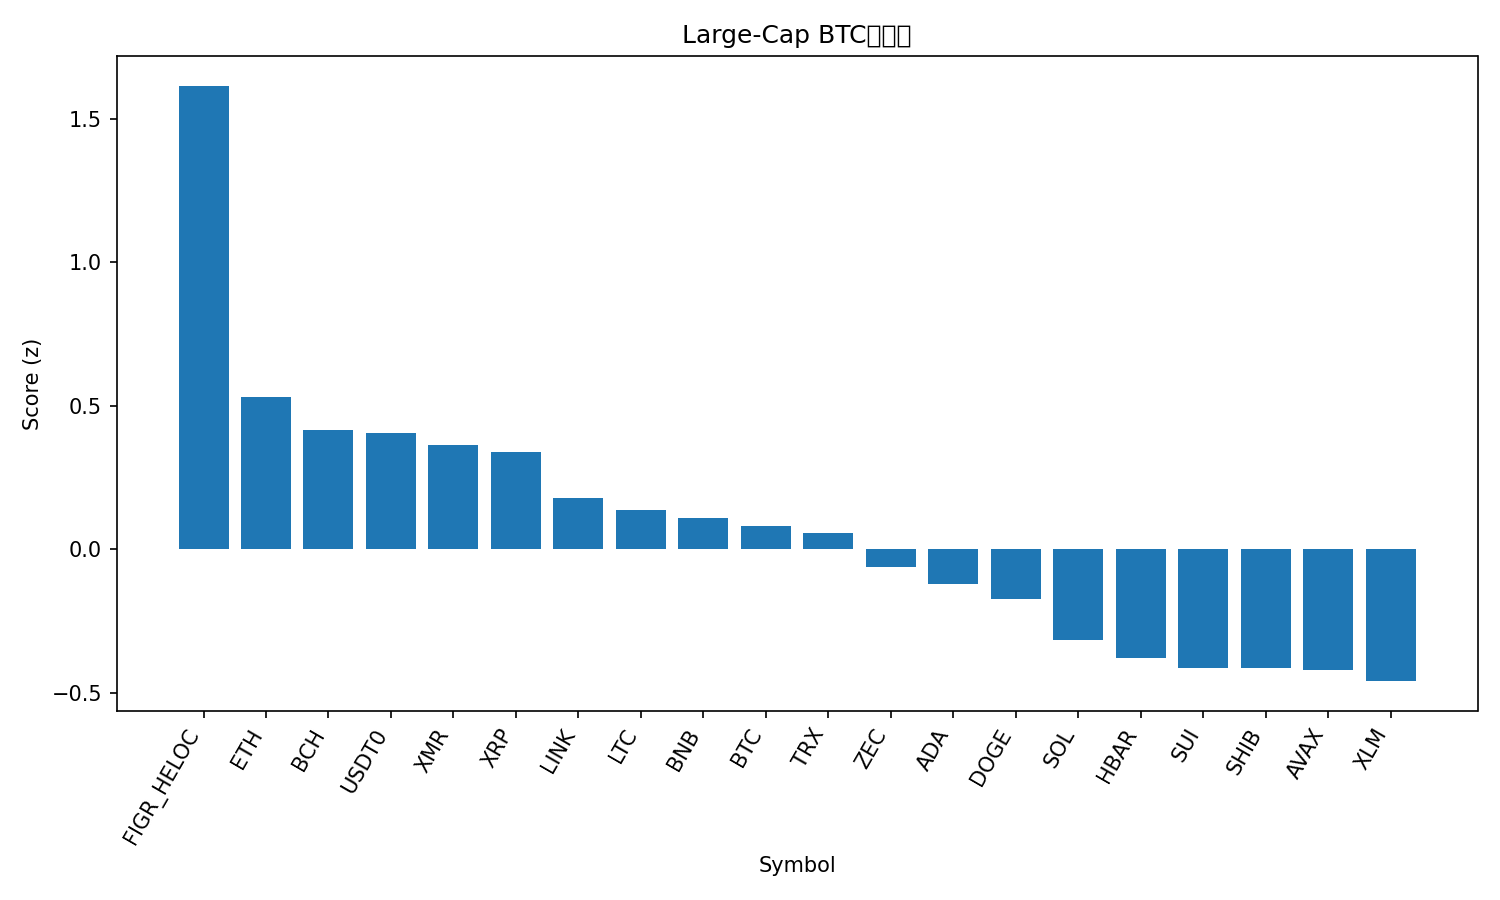 Large-Cap BTC
Score (z)
1.5
1.0
0.5
0.0
−0.5
FIGR_HELOC
ETH
BCH
USDT0
XMR
XRP
LINK
LTC
BNB
BTC
TRX
ZEC
ADA
DOGE
SOL
HBAR
SUI
SHIB
AVAX
XLM
Symbol